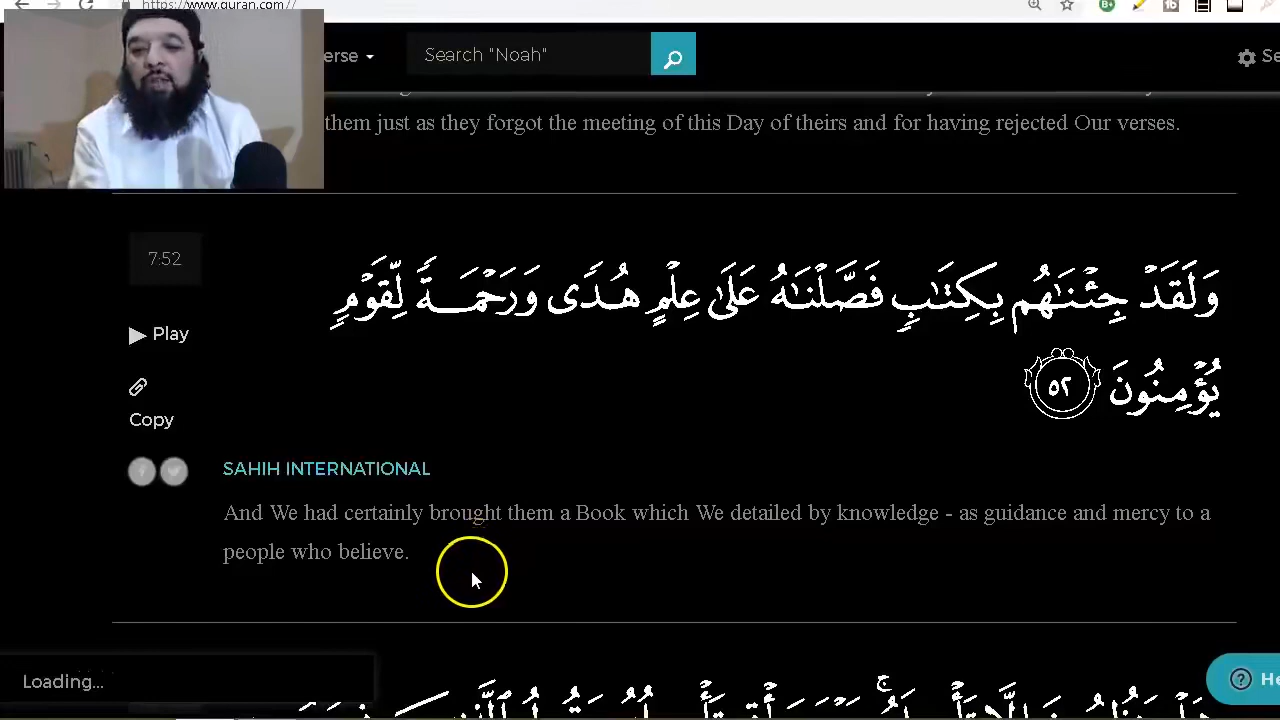 https://www.quran.com//
erse
Search "Noah"
Se
them just as they forgot the meeting of this Day of theirs and for having rejected Our verses.
7:52
وَلَقَدْ جِئْنَـٰهُم بِكِتَـٰبٍ فَصَّلْنَـٰهُ عَلَىٰ عِلْمٍ هُدًى وَرَحْمَةً لِّقَوْمٍ
يُؤْمِنُونَ ٥٢
Play
Copy
SAHIH INTERNATIONAL
And We had certainly brought them a Book which We detailed by knowledge - as guidance and mercy to a
people who believe.
Loading...
He